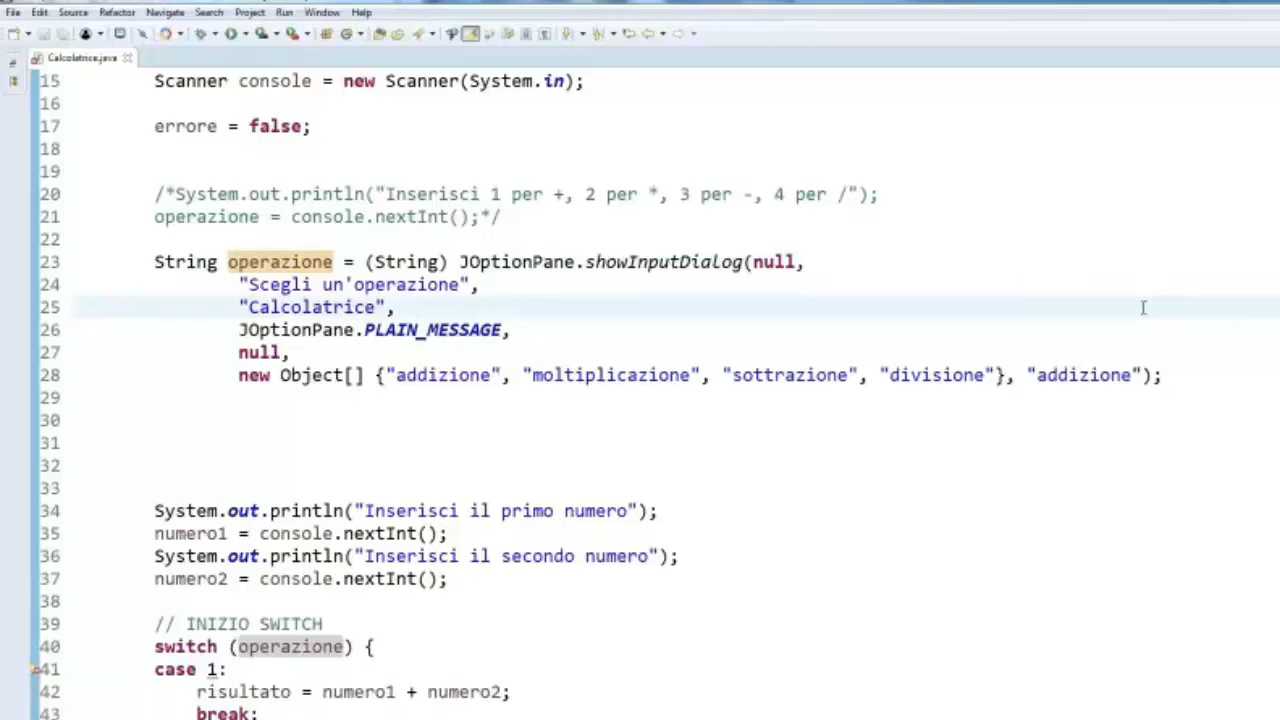 File Edit Source Refactor Navigate Search Project Run Window Help
Calcolatrice.java
15 Scanner console = new Scanner(System.in);
16
17 errore = false;
18
19
20 /*System.out.println("Inserisci 1 per +, 2 per *, 3 per -, 4 per /");
21 operazione = console.nextInt();*/
22
23 String operazione = (String) JOptionPane.showInputDialog(null,
24 "Scegli un'operazione",
25 "Calcolatrice",
26 JOptionPane.PLAIN_MESSAGE,
27 null,
28 new Object[] {"addizione", "moltiplicazione", "sottrazione", "divisione"}, "addizione");
29
30
31
32
33
34 System.out.println("Inserisci il primo numero");
35 numero1 = console.nextInt();
36 System.out.println("Inserisci il secondo numero");
37 numero2 = console.nextInt();
38
39 // INIZIO SWITCH
40 switch (operazione) {
41 case 1:
42 risultato = numero1 + numero2;
43 break;